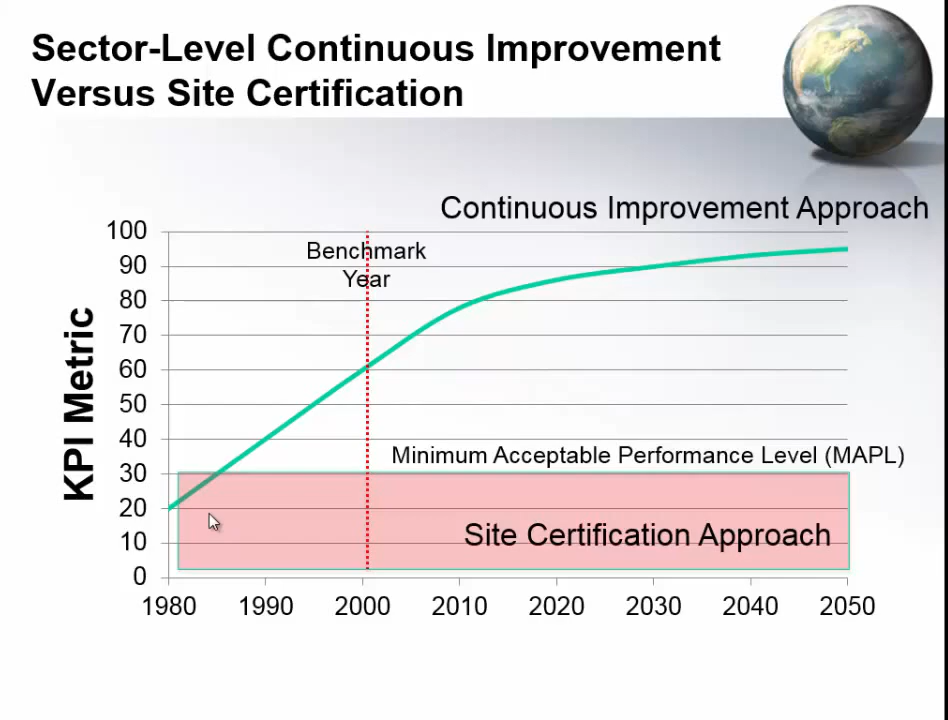 Sector-Level Continuous Improvement
Versus Site Certification
Continuous Improvement Approach
Benchmark
Year
KPI Metric
100
90
80
70
60
50
40
30
20
10
0
Minimum Acceptable Performance Level (MAPL)
Site Certification Approach
1980 1990 2000 2010 2020 2030 2040 2050